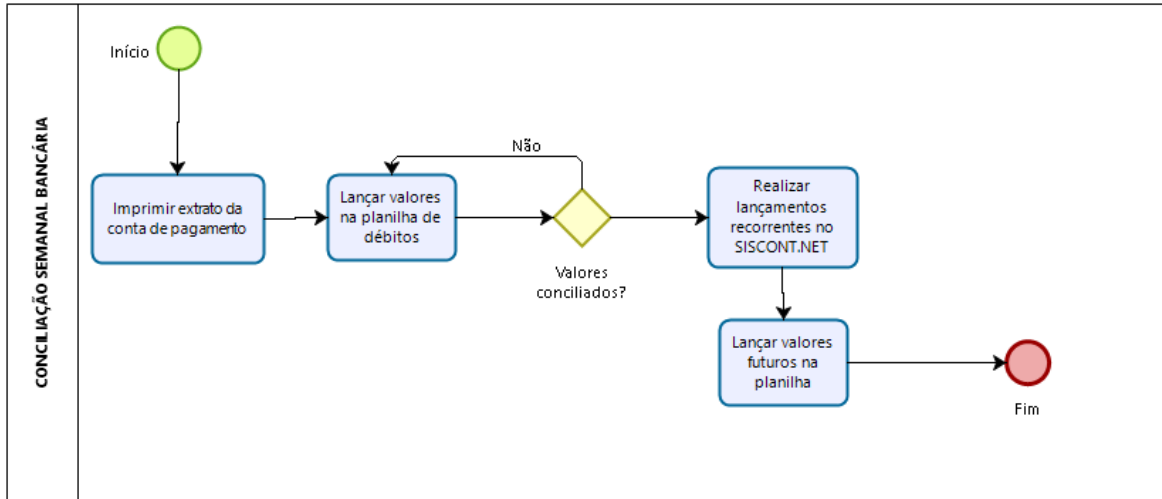 CONCILIAÇÃO SEMANAL BANCÁRIA
Início
Imprimir extrato da
conta de pagamento
Lançar valores
na planilha de
débitos
Não
Valores
conciliados?
Realizar
lançamentos
recorrentes no
SISCONT.NET
Lançar valores
futuros na
planilha
Fim